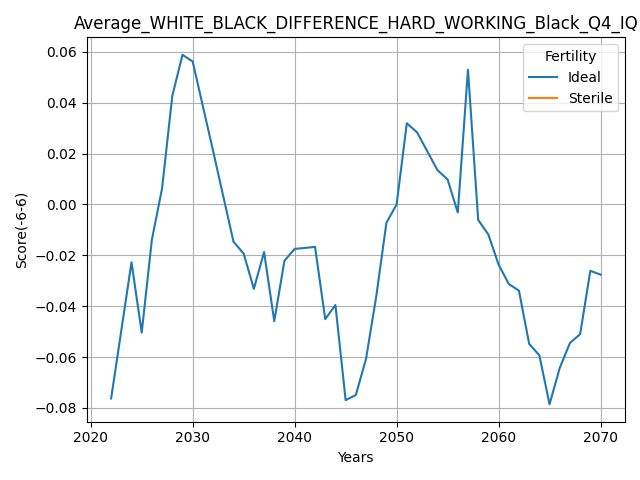 Average_WHITE_BLACK_DIFFERENCE_HARD_WORKING_Black_Q4_IQ
Fertility
Ideal
Sterile
Score(-6-6)
0.06
0.04
0.02
0.00
−0.02
−0.04
−0.06
−0.08
2020
2030
2040
2050
2060
2070
Years